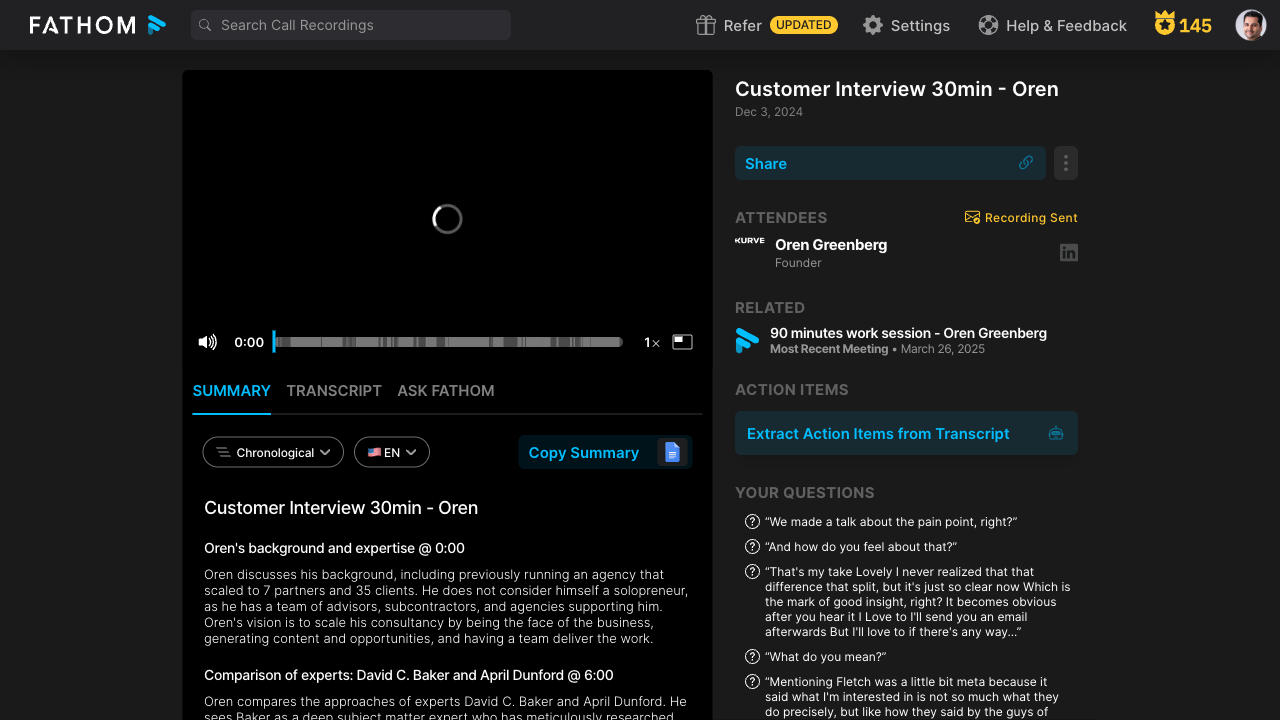 FATHOM
Search Call Recordings
Refer
UPDATED
Settings
Help & Feedback
145
0:00
1x
SUMMARY
TRANSCRIPT
ASK FATHOM
Chronological
EN
Copy Summary
Customer Interview 30min - Oren
Oren's background and expertise @ 0:00
Oren discusses his background, including previously running an agency that
scaled to 7 partners and 35 clients. He does not consider himself a solopreneur,
as he has a team of advisors, subcontractors, and agencies supporting him.
Oren's vision is to scale his consultancy by being the face of the business,
generating content and opportunities, and having a team deliver the work.
Comparison of experts: David C. Baker and April Dunford @ 6:00
Oren compares the approaches of experts David C. Baker and April Dunford. He
sees Baker as a deep subject matter expert who has meticulously researched
Customer Interview 30min - Oren
Dec 3, 2024
Share
ATTENDEES
Recording Sent
KURVE
Oren Greenberg
Founder
RELATED
90 minutes work session - Oren Greenberg
Most Recent Meeting • March 26, 2025
ACTION ITEMS
Extract Action Items from Transcript
YOUR QUESTIONS
“We made a talk about the pain point, right?”
“And how do you feel about that?”
“That's my take Lovely I never realized that that
difference that split, but it's just so clear now Which is
the mark of good insight, right? It becomes obvious
after you hear it I Love to I'll send you an email
afterwards But I'll love to if there's any way…”
“What do you mean?”
“Mentioning Fletch was a little bit meta because it
said what I'm interested in is not so much what they
do precisely, but like how they said by the guys of